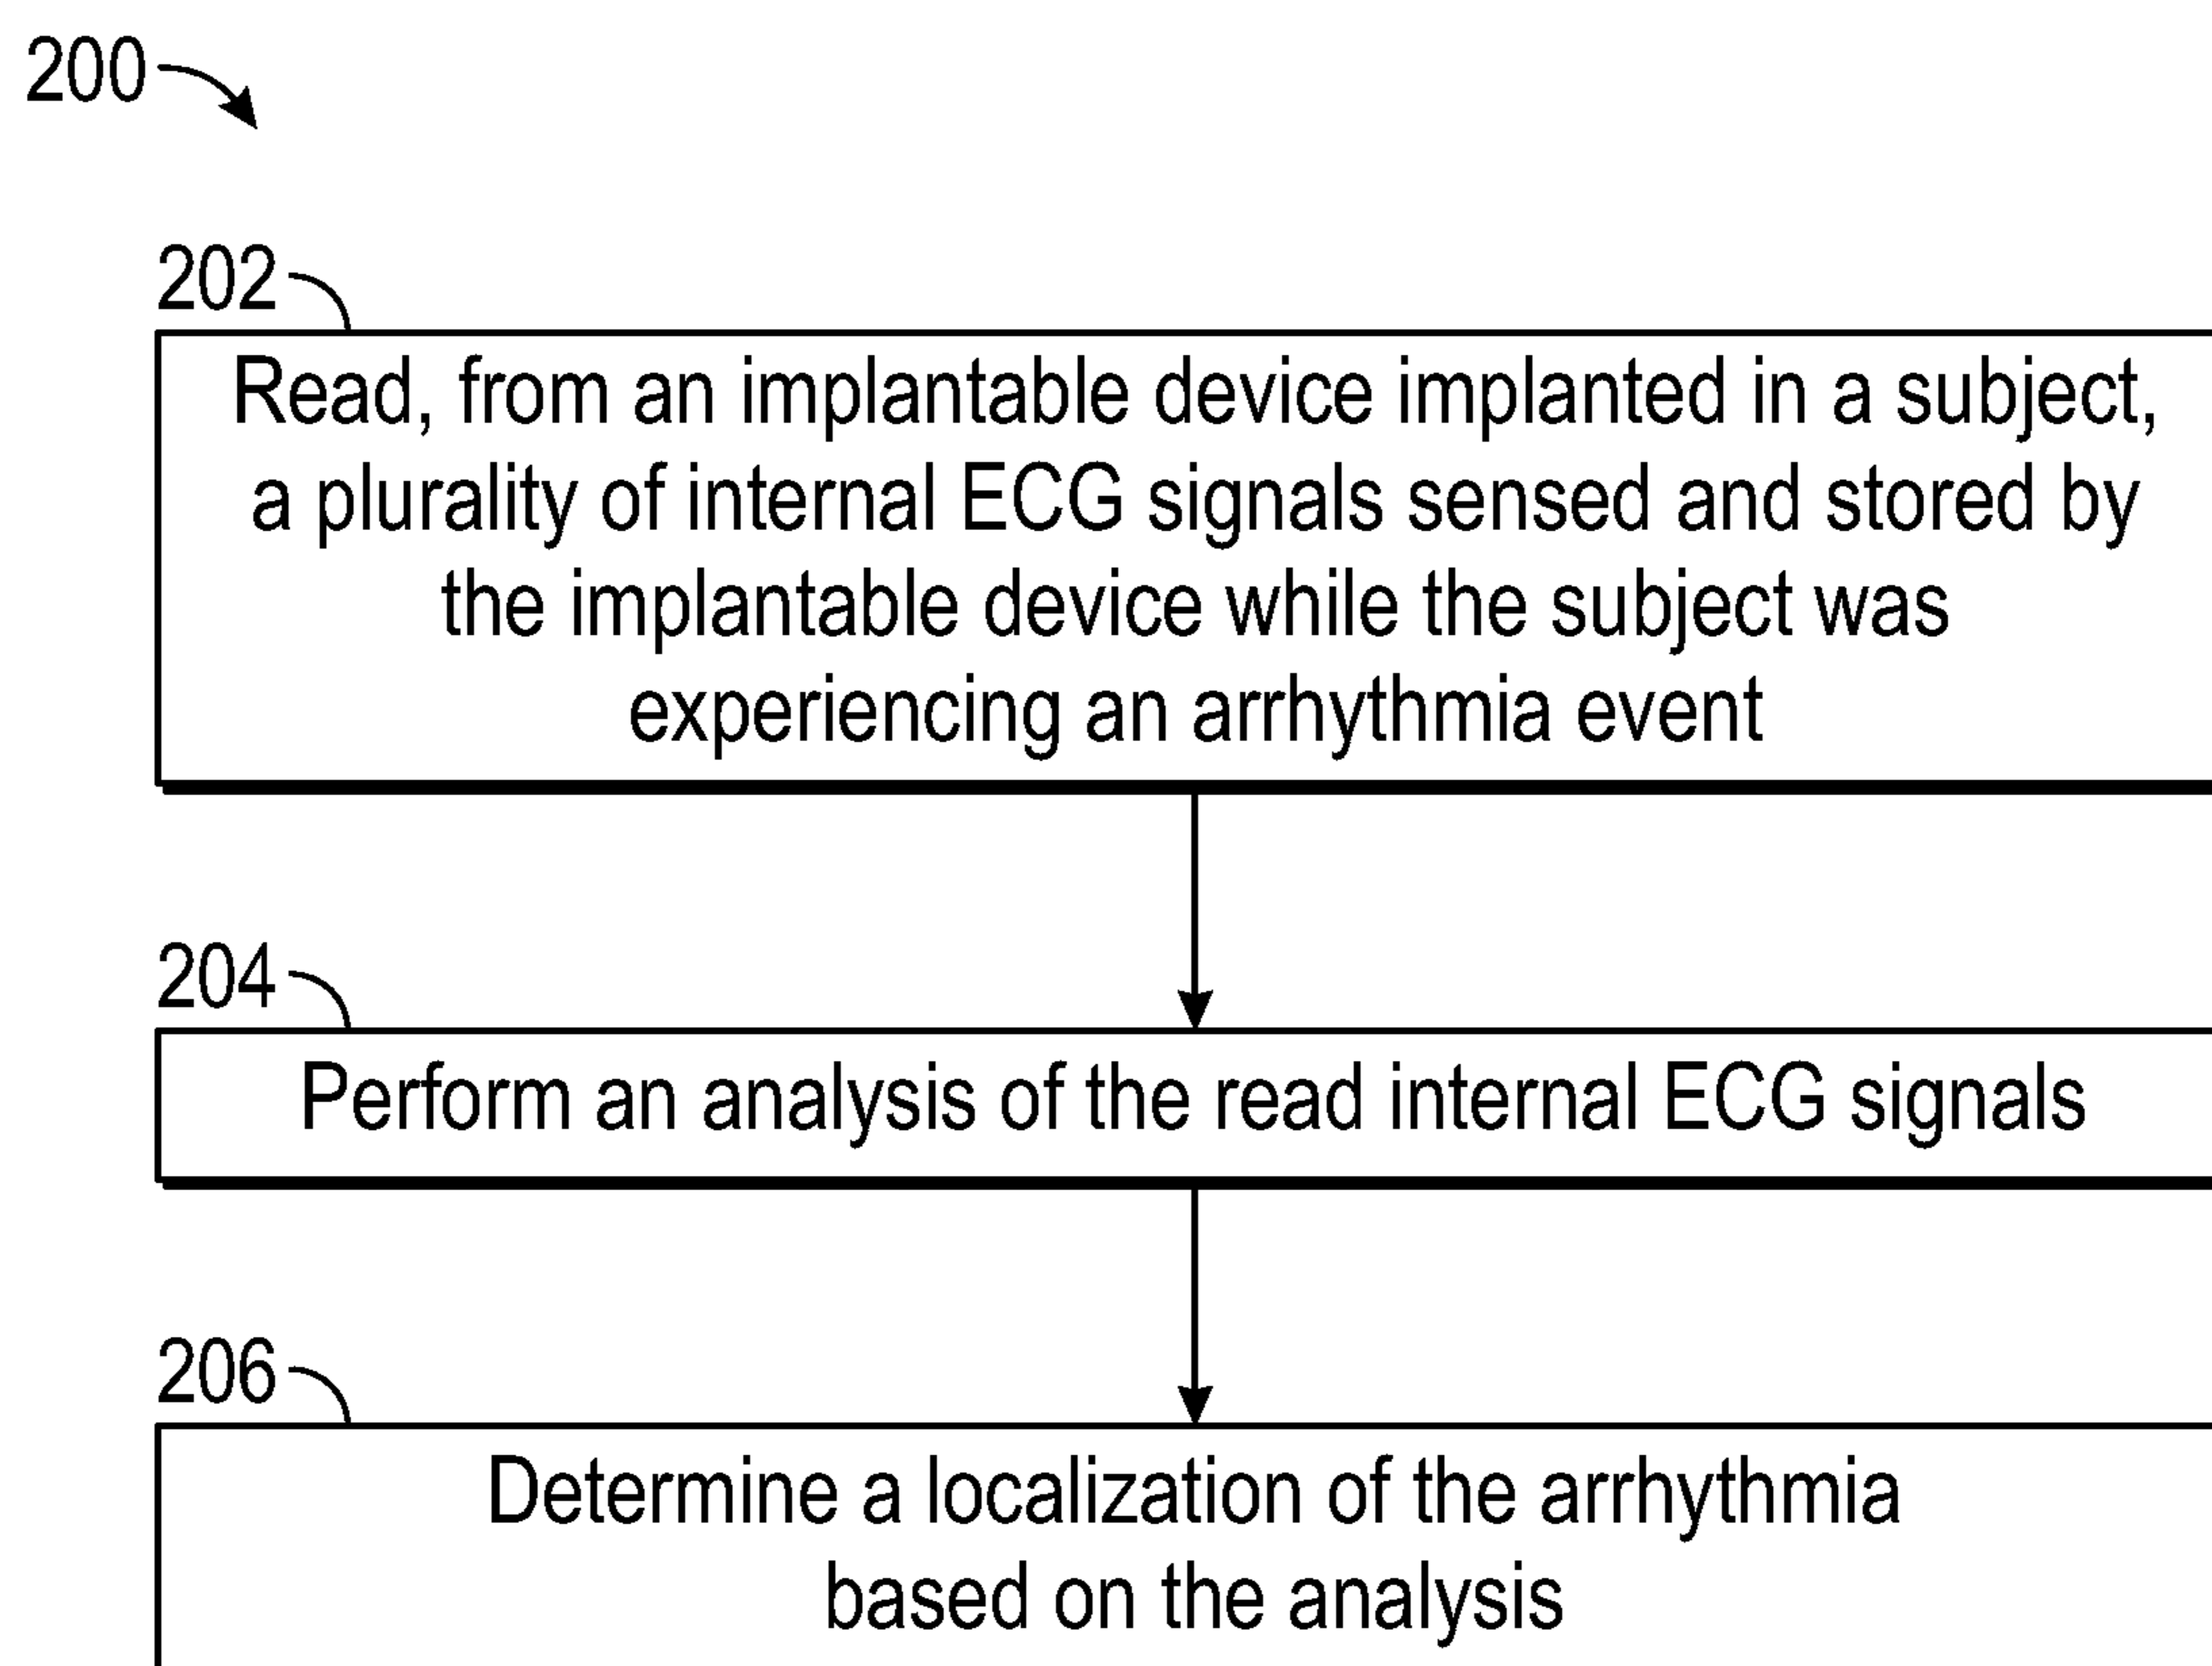 200
202
Read, from an implantable device implanted in a subject,
a plurality of internal ECG signals sensed and stored by
the implantable device while the subject was
experiencing an arrhythmia event
204
Perform an analysis of the read internal ECG signals
206
Determine a localization of the arrhythmia
based on the analysis